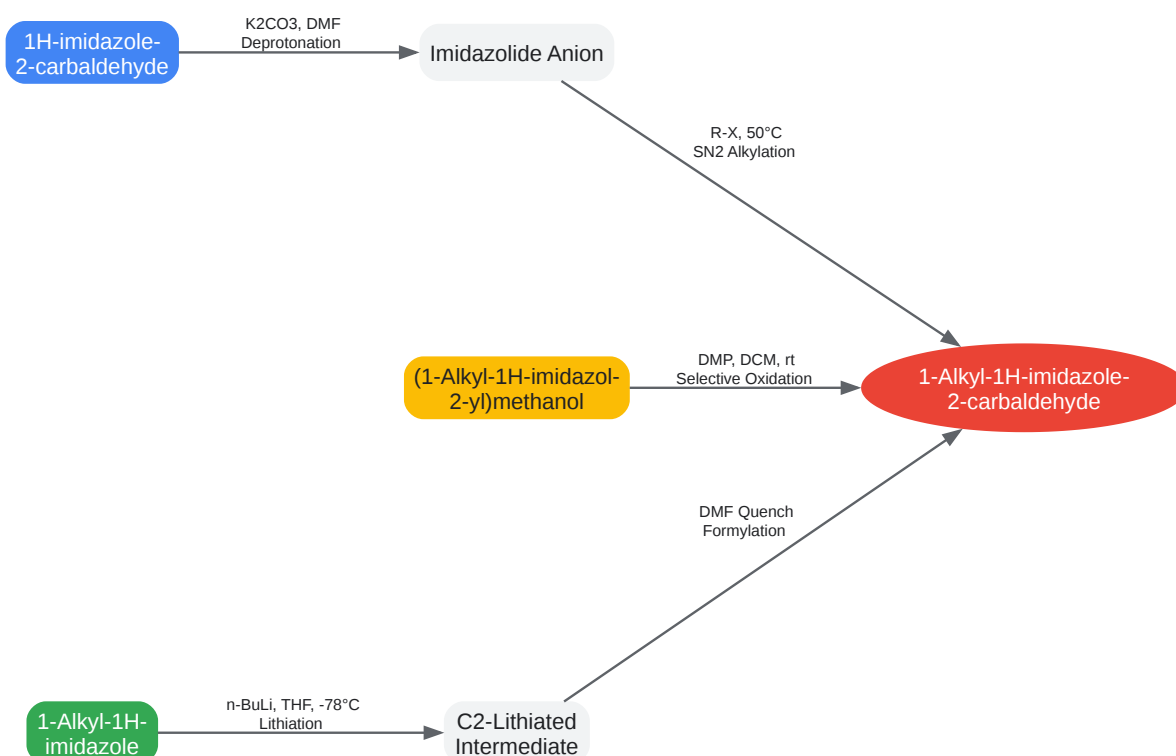 1H-imidazole-
2-carbaldehyde
K2CO3, DMF
Deprotonation
Imidazolide Anion
R-X, 50°C
SN2 Alkylation
(1-Alkyl-1H-imidazol-
2-yl)methanol
DMP, DCM, rt
Selective Oxidation
1-Alkyl-1H-imidazole-
2-carbaldehyde
DMF Quench
Formylation
1-Alkyl-1H-
imidazole
n-BuLi, THF, -78°C
Lithiation
C2-Lithiated
Intermediate